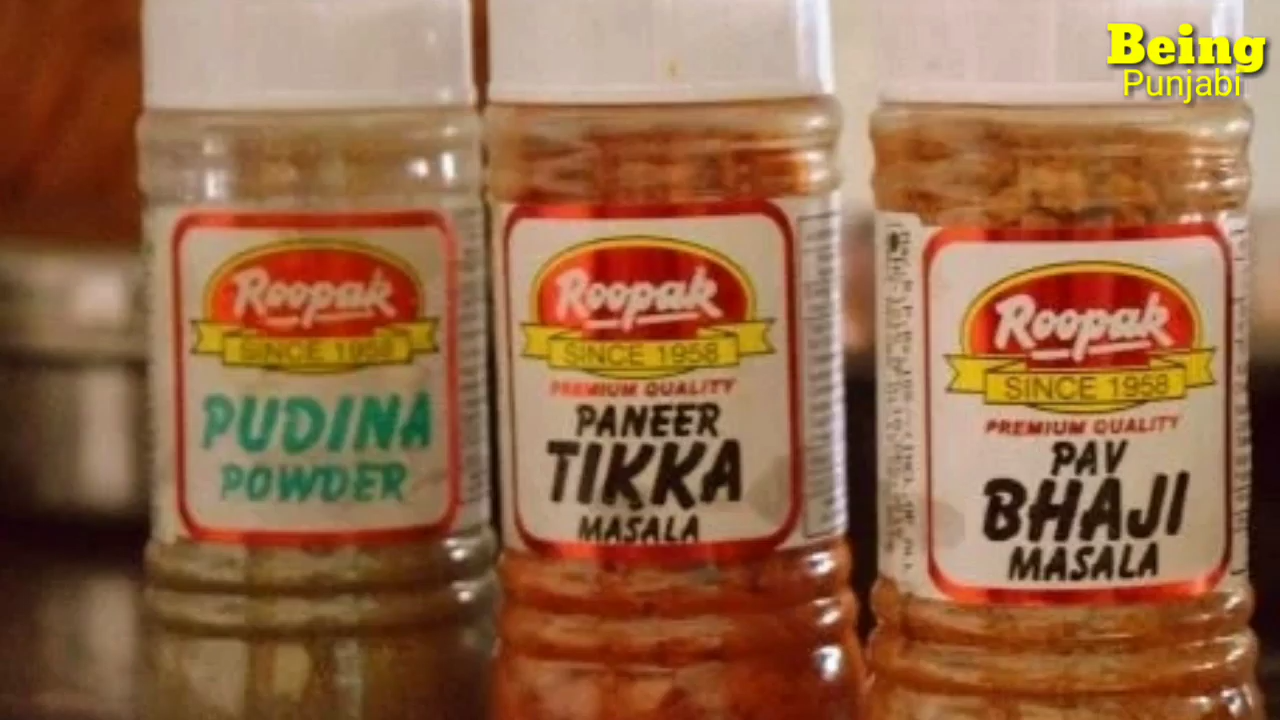 Being
Punjabi
Roopak
SINCE 1958
PUDINA
POWDER
Roopak
SINCE 1958
PREMIUM QUALITY
PANEER
TIKKA
MASALA
Roopak
SINCE 1958
PREMIUM QUALITY
PAV
BHAJI
MASALA